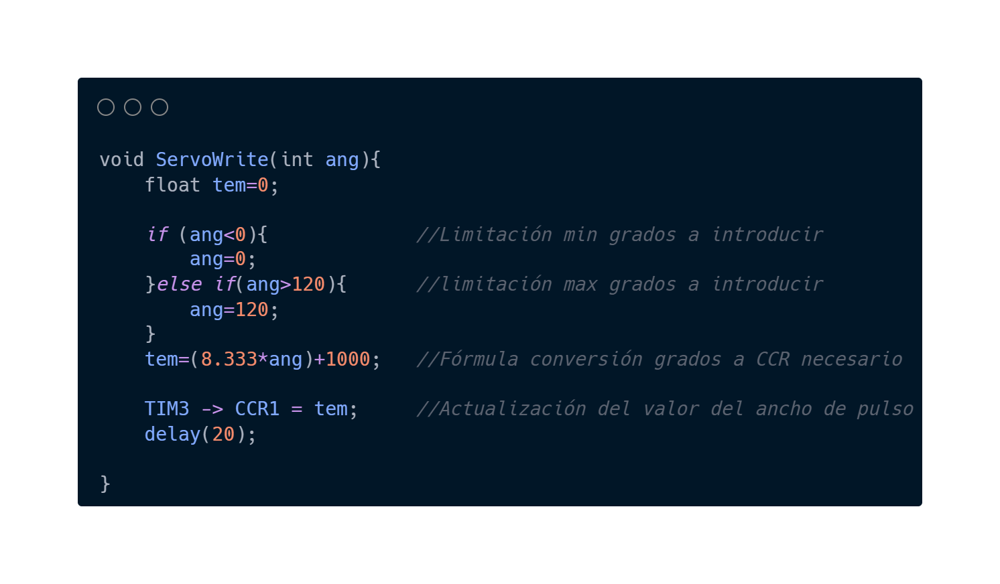 void ServoWrite(int ang){
    float tem=0;

    if (ang<0){             //Limitación min grados a introducir
        ang=0;
    }else if(ang>120){      //limitación max grados a introducir
        ang=120;
    }
    tem=(8.333*ang)+1000;   //Fórmula conversión grados a CCR necesario

    TIM3 -> CCR1 = tem;     //Actualización del valor del ancho de pulso
    delay(20);

}